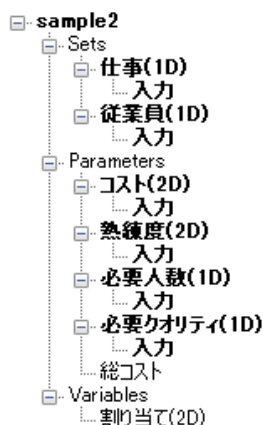 sample2
Sets
仕事(1D)
入力
従業員(1D)
入力
Parameters
コスト(2D)
入力
熟錬度(2D)
入力
必要人数(1D)
入力
必要クオリティ(1D)
入力
総コスト
Variables
割り当て(2D)